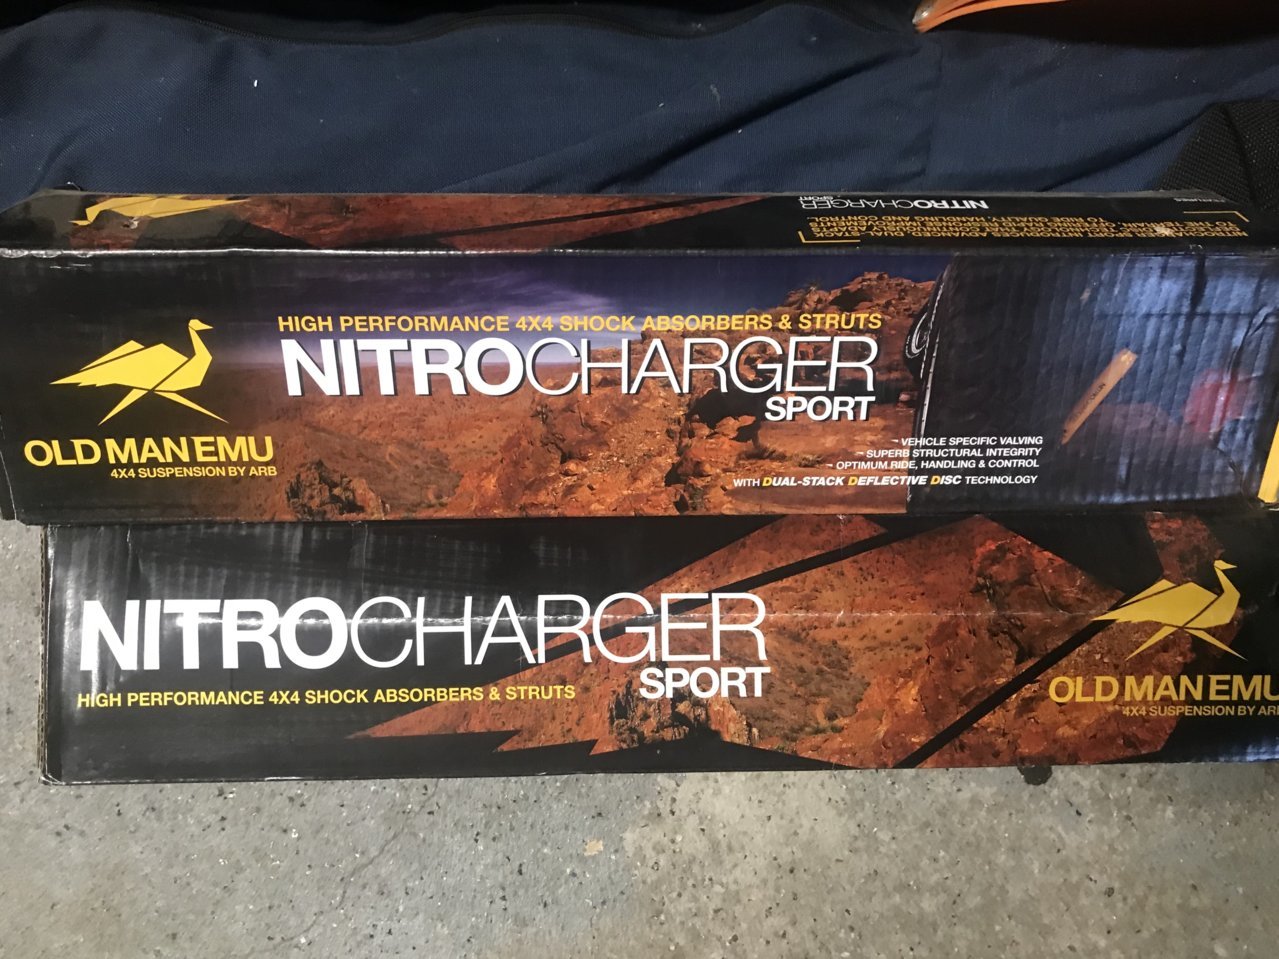 NITROCHARGER
SPORT
HIGH PERFORMANCE 4X4 SHOCK ABSORBERS & STRUTS
NITROCHARGER
SPORT
OLD MAN EMU
4X4 SUSPENSION BY ARB
VEHICLE SPECIFIC VALVING
SUPERB STRUCTURAL INTEGRITY
OPTIMUM RIDE, HANDLING & CONTROL
WITH DUAL-STACK DEFLECTIVE DISC TECHNOLOGY
NITROCHARGER
SPORT
HIGH PERFORMANCE 4X4 SHOCK ABSORBERS & STRUTS
OLD MAN EMU
4X4 SUSPENSION BY ARB